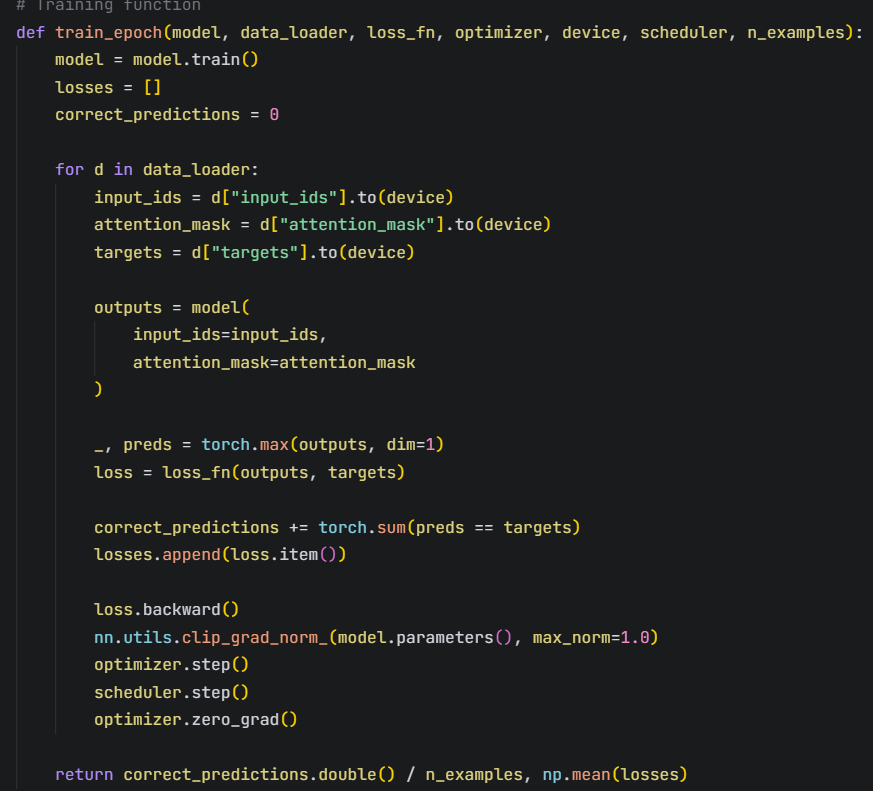 # Training function
def train_epoch(model, data_loader, loss_fn, optimizer, device, scheduler, n_examples):
    model = model.train()
    losses = []
    correct_predictions = 0

    for d in data_loader:
        input_ids = d["input_ids"].to(device)
        attention_mask = d["attention_mask"].to(device)
        targets = d["targets"].to(device)

        outputs = model(
            input_ids=input_ids,
            attention_mask=attention_mask
        )

        _, preds = torch.max(outputs, dim=1)
        loss = loss_fn(outputs, targets)

        correct_predictions += torch.sum(preds == targets)
        losses.append(loss.item())

        loss.backward()
        nn.utils.clip_grad_norm_(model.parameters(), max_norm=1.0)
        optimizer.step()
        scheduler.step()
        optimizer.zero_grad()

    return correct_predictions.double() / n_examples, np.mean(losses)